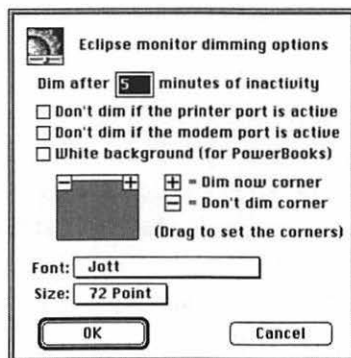 Eclipse monitor dimming options
Dim after 5 minutes of inactivity
Don't dim if the printer port is active
Don't dim if the modem port is active
White background (for PowerBooks)
+ = Dim now corner
− = Don't dim corner
(Drag to set the corners)
Font: Jott
Size: 72 Point
OK Cancel